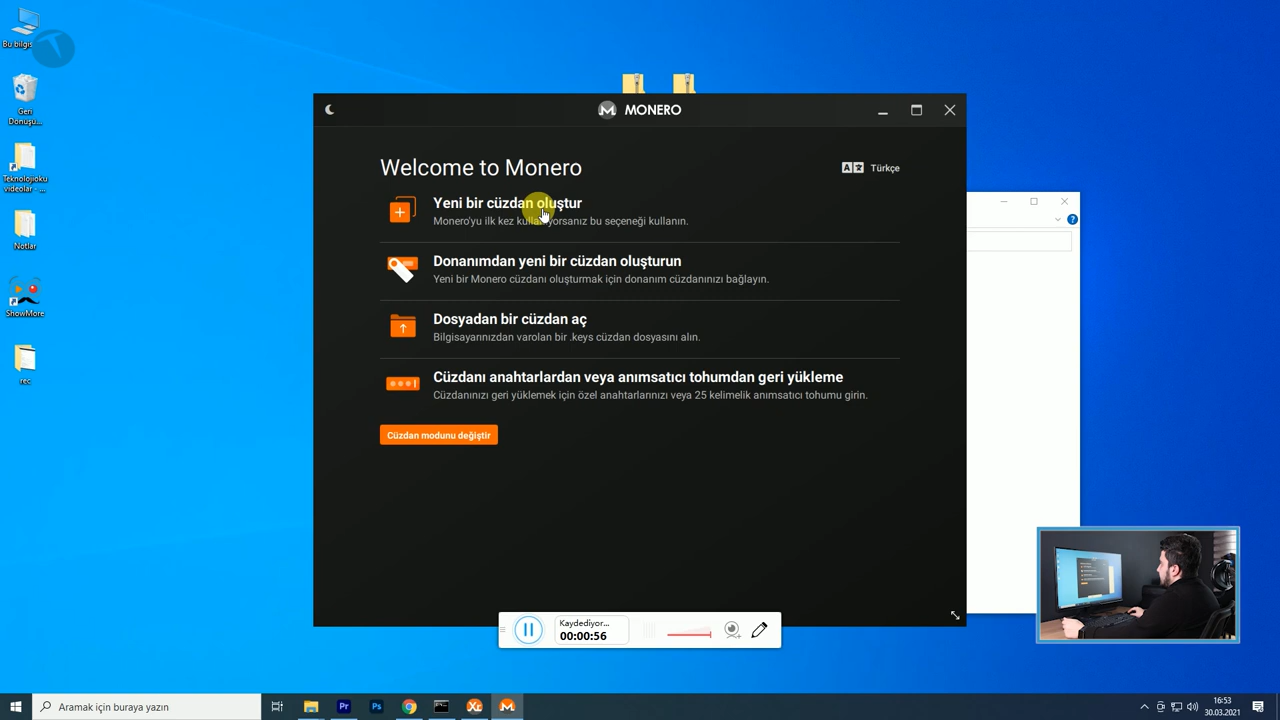 Bu bilgis
Geri
Dönüşü...
Teknolojioku
videolar - ...
Notlar
ShowMore
rec
MONERO
Welcome to Monero
Türkçe
Yeni bir cüzdan oluştur
Monero'yu ilk kez kullanıyorsanız bu seçeneği kullanın.
Donanımdan yeni bir cüzdan oluşturun
Yeni bir Monero cüzdanı oluşturmak için donanım cüzdanınızı bağlayın.
Dosyadan bir cüzdan aç
Bilgisayarınızdan varolan bir .keys cüzdan dosyasını alın.
Cüzdanı anahtarlardan veya anımsatıcı tohumdan geri yükleme
Cüzdanınızı geri yüklemek için özel anahtarlarınızı veya 25 kelimelik anımsatıcı tohumu girin.
Cüzdan modunu değiştir
Kaydediyor...
00:00:56
Aramak için buraya yazın
Pr
Ps
16:53
30.03.2021